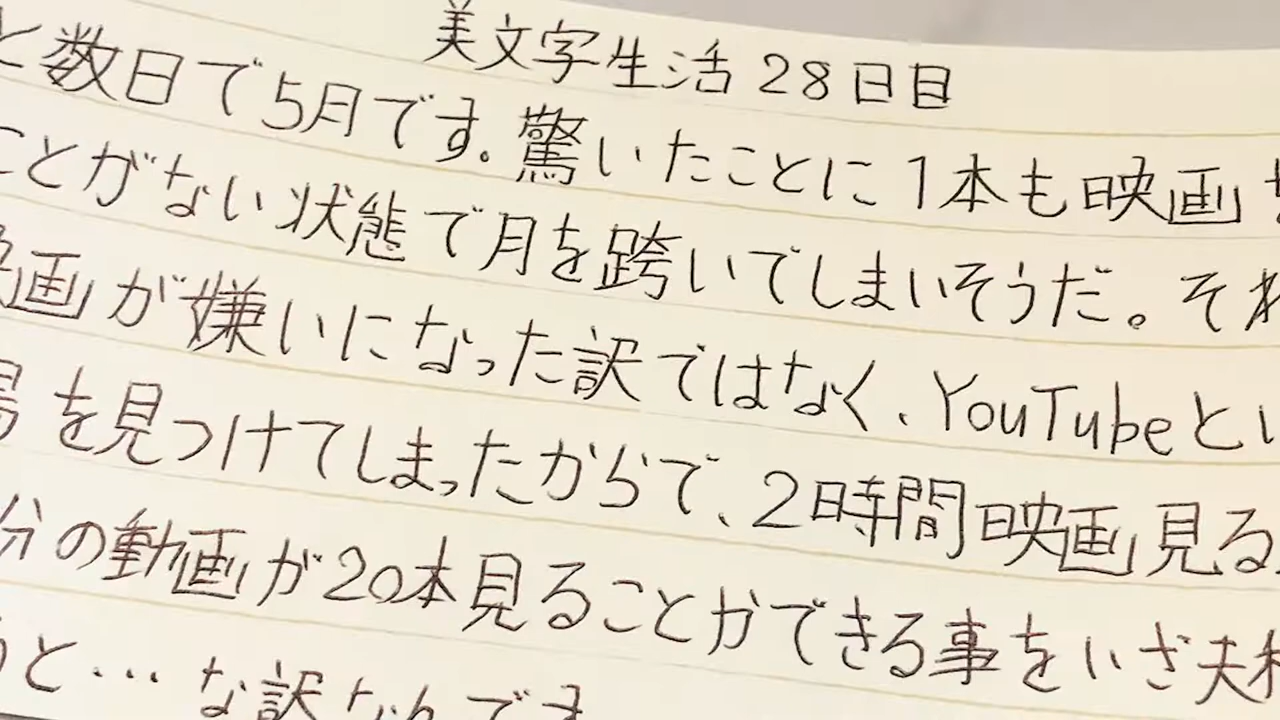 美文字生活28日目
と数日で5月です。驚いたことに1本も映画
ことがない状態で月を跨いでしまいそうだ。それ
映画が嫌いになった訳ではなく、YouTubeとい
を見つけてしまったからで、2時間映画見る
分の動画が20本見ることができる事をいざ夫
うと…な訳なんです